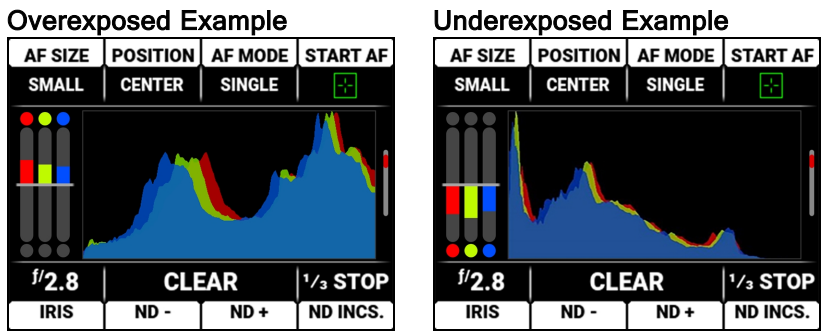 Overexposed Example
AF SIZE POSITION AF MODE START AF
SMALL CENTER SINGLE
ƒ/2.8 CLEAR ¹/₃ STOP
IRIS ND - ND + ND INCS.
Underexposed Example
AF SIZE POSITION AF MODE START AF
SMALL CENTER SINGLE
ƒ/2.8 CLEAR ¹/₃ STOP
IRIS ND - ND + ND INCS.